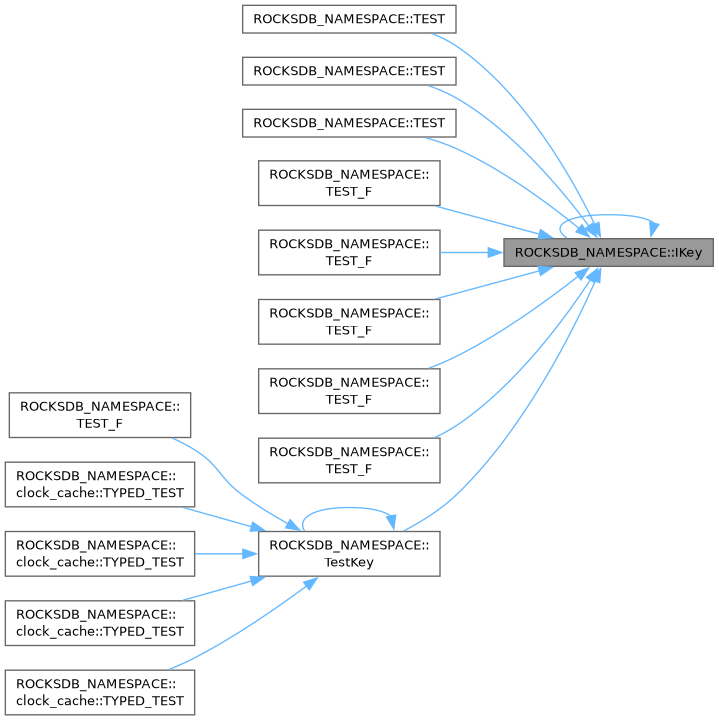 ROCKSDB_NAMESPACE::TEST
ROCKSDB_NAMESPACE::TEST
ROCKSDB_NAMESPACE::TEST
ROCKSDB_NAMESPACE::
TEST_F
ROCKSDB_NAMESPACE::
TEST_F
ROCKSDB_NAMESPACE::IKey
ROCKSDB_NAMESPACE::
TEST_F
ROCKSDB_NAMESPACE::
TEST_F
ROCKSDB_NAMESPACE::
TEST_F
ROCKSDB_NAMESPACE::
TEST_F
ROCKSDB_NAMESPACE::
clock_cache::TYPED_TEST
ROCKSDB_NAMESPACE::
clock_cache::TYPED_TEST
ROCKSDB_NAMESPACE::
TestKey
ROCKSDB_NAMESPACE::
clock_cache::TYPED_TEST
ROCKSDB_NAMESPACE::
clock_cache::TYPED_TEST